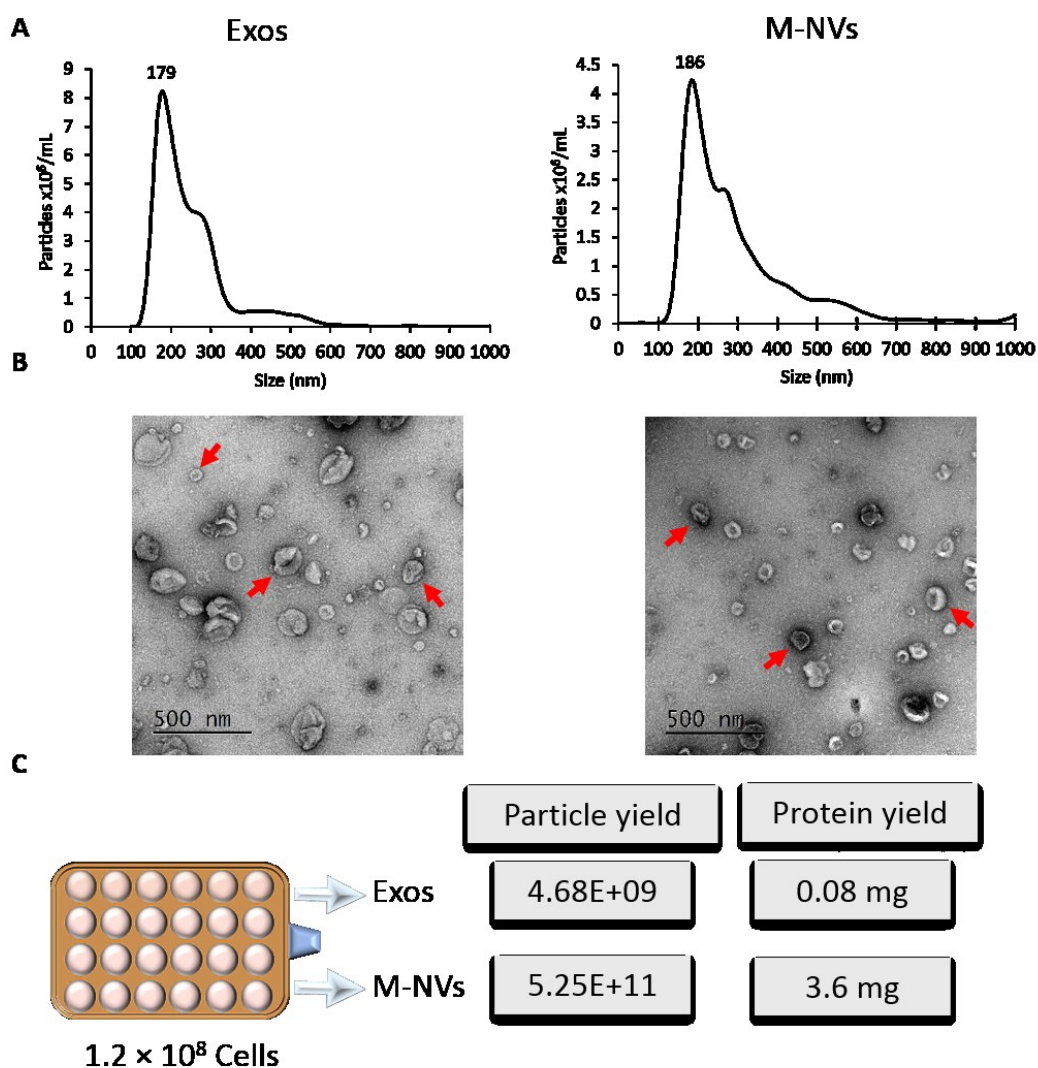 A
Exos
M-NVs
179
9
8
7
6
5
4
3
2
1
0
Particles x10⁶/mL
0 100 200 300 400 500 600 700 800 900 1000
Size (nm)
186
4.5
4
3.5
3
2.5
2
1.5
1
0.5
0
Particles x10⁶/mL
0 100 200 300 400 500 600 700 800 900 1000
Size (nm)
B
500 nm
500 nm
C
Particle yield
Protein yield
Exos
4.68E+09
0.08 mg
M-NVs
5.25E+11
3.6 mg
1.2 × 10⁸ Cells